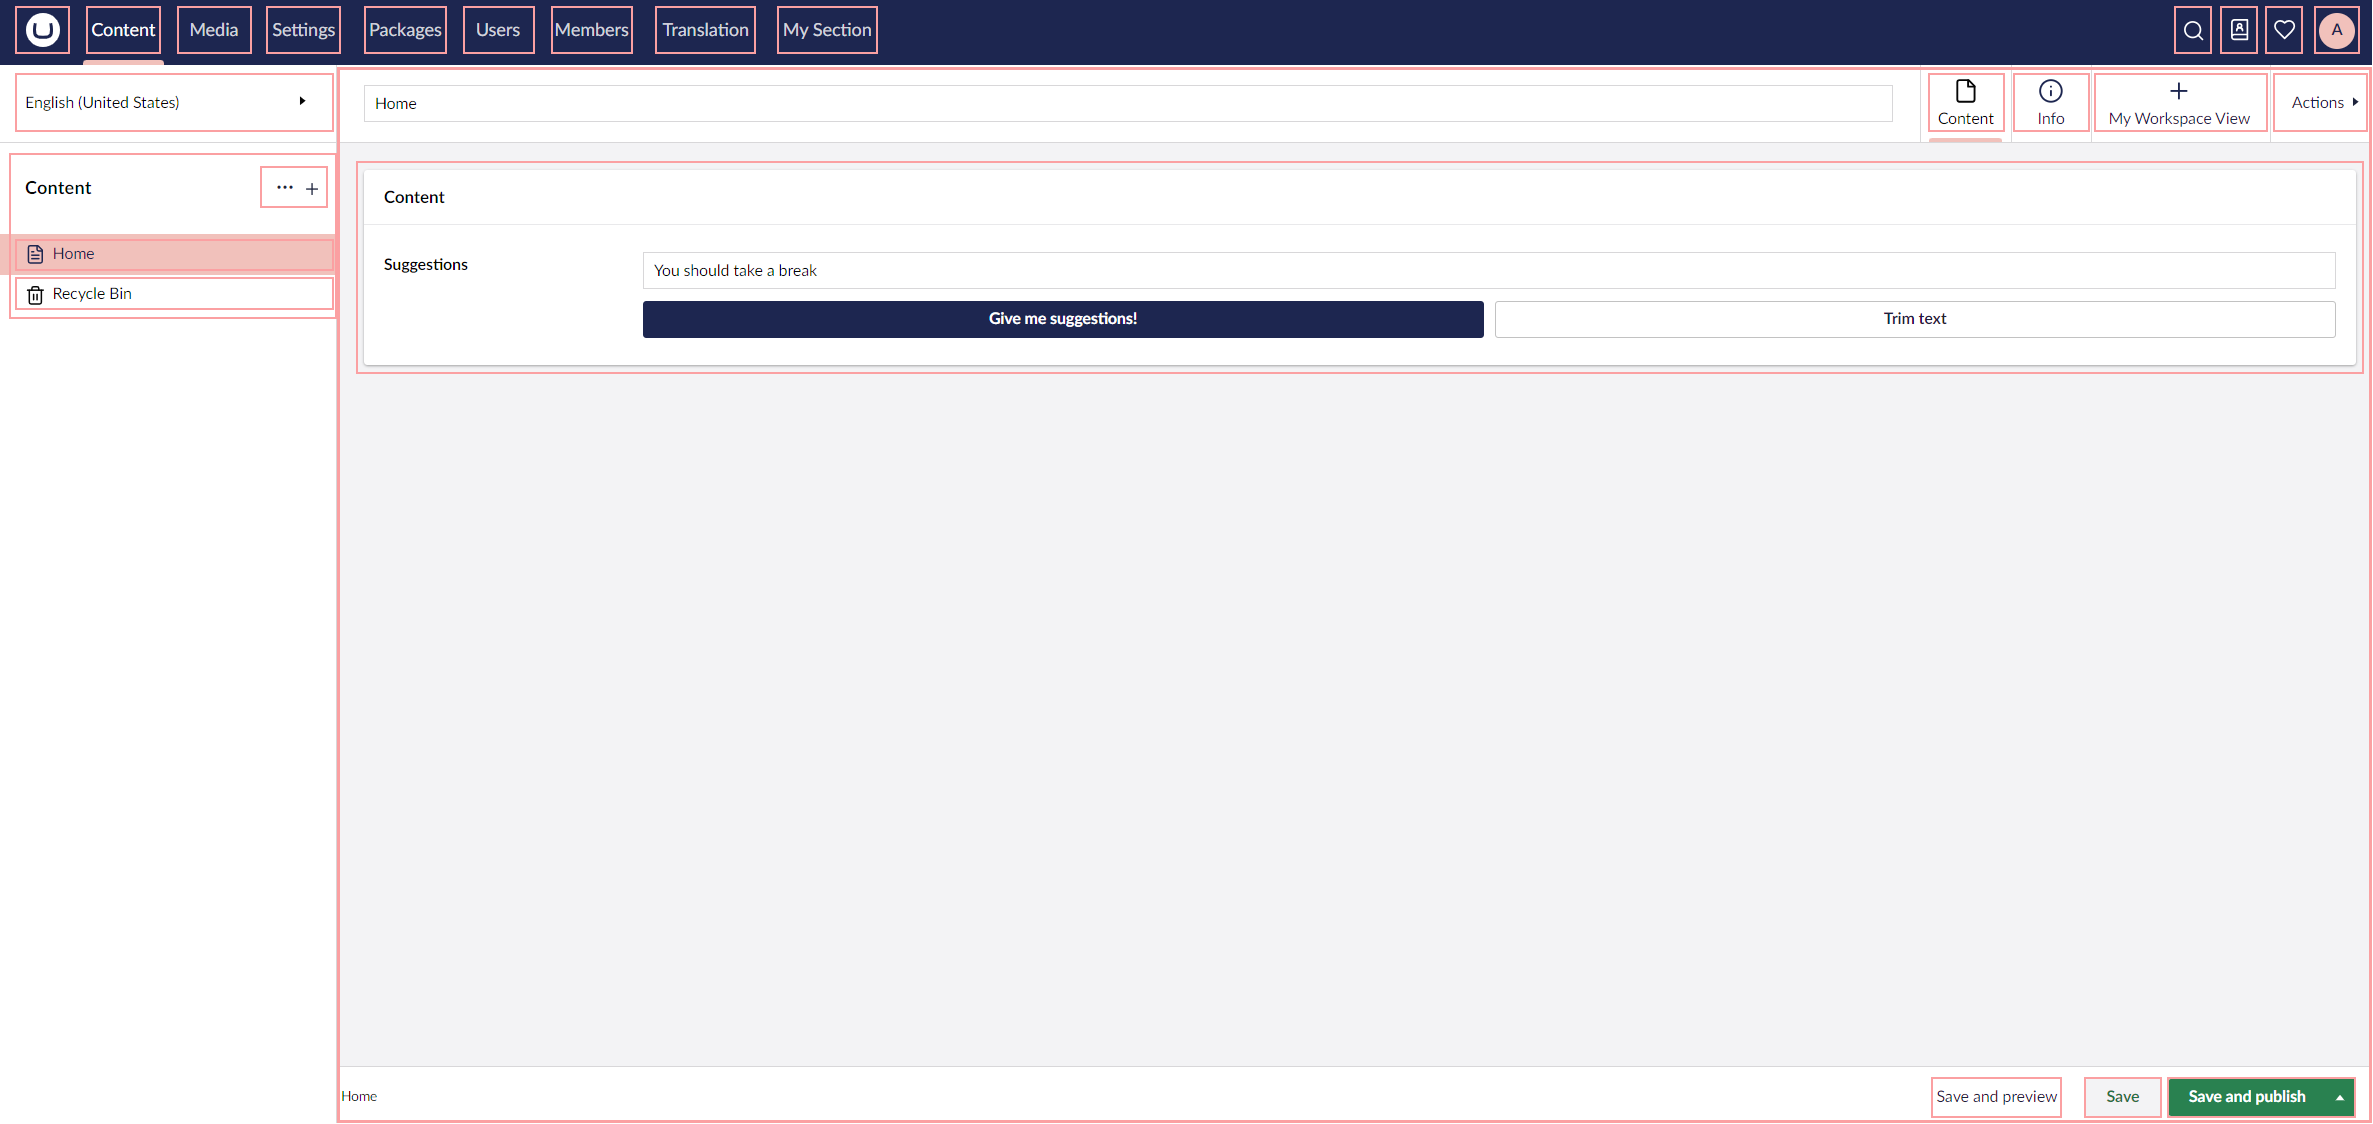 Content Media Settings Packages Users Members Translation My Section A
English (United States)
Home
Content Info My Workspace View Actions
Content
Home
Recycle Bin
Content
Suggestions
You should take a break
Give me suggestions! Trim text
Home
Save and preview Save Save and publish